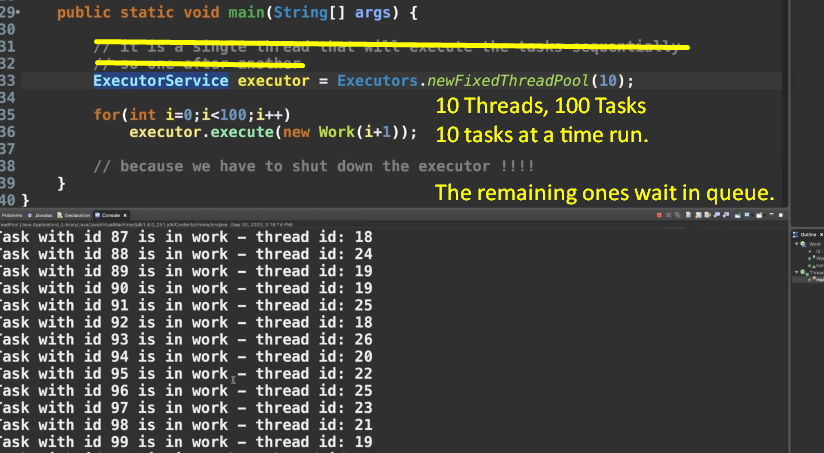 29 public static void main(String[] args) {
30
31 // it is a single thread that will execute the tasks sequentially
32 // so one after another
33 ExecutorService executor = Executors.newFixedThreadPool(10);
34
10 Threads, 100 Tasks
35 for(int i=0;i<100;i++)
36 executor.execute(new Work(i+1));
10 tasks at a time run.
37
38 // because we have to shut down the executor !!!!
39 }
The remaining ones wait in queue.
40 }
Problems Javadoc Declaration Console
Task with id 87 is in work - thread id: 18
Task with id 88 is in work - thread id: 24
Task with id 89 is in work - thread id: 19
Task with id 90 is in work - thread id: 19
Task with id 91 is in work - thread id: 25
Task with id 92 is in work - thread id: 18
Task with id 93 is in work - thread id: 26
Task with id 94 is in work - thread id: 20
Task with id 95 is in work - thread id: 22
Task with id 96 is in work - thread id: 25
Task with id 97 is in work - thread id: 23
Task with id 98 is in work - thread id: 21
Task with id 99 is in work - thread id: 19
Outline